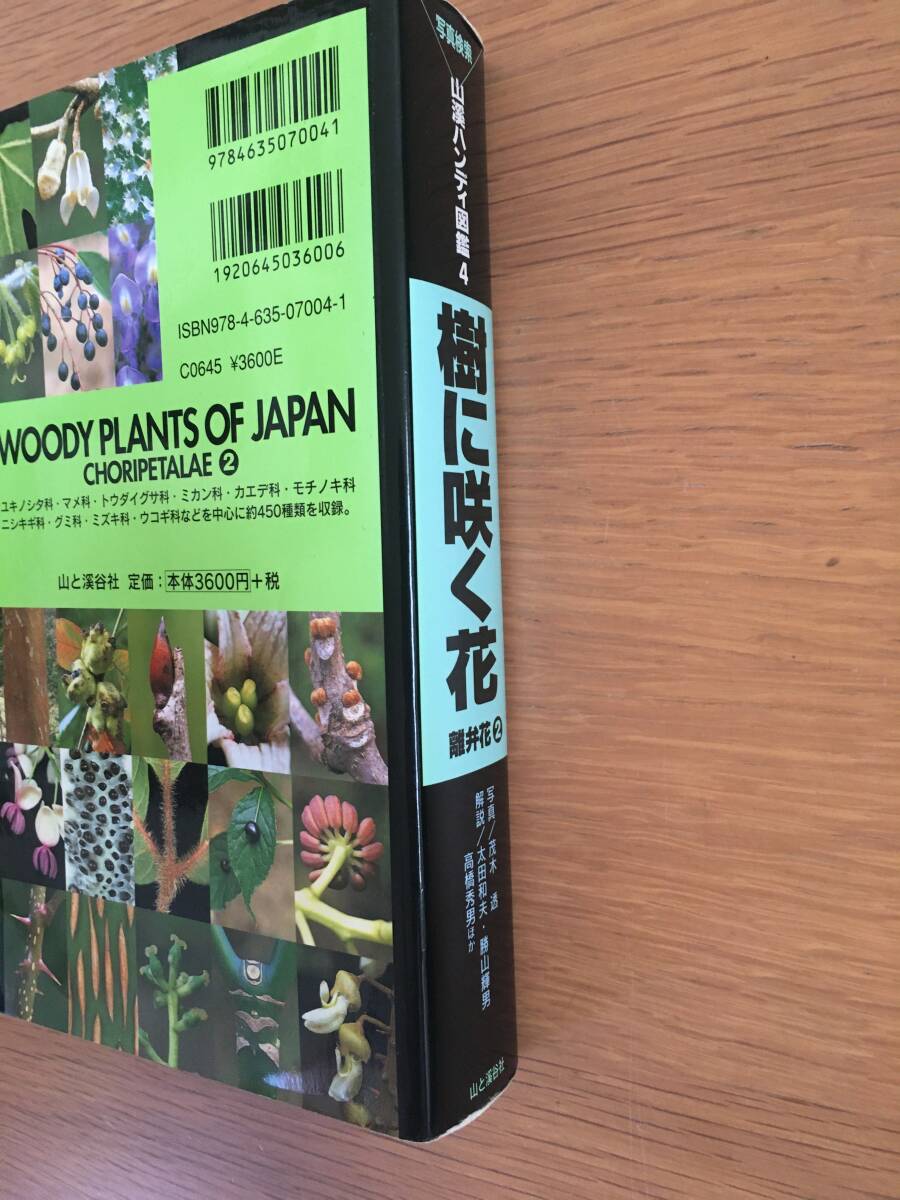 9784635070041
1920645036006
ISBN978-4-635-07004-1
C0645 ¥3600E
WOODY PLANTS OF JAPAN
CHORIPETALAE ❷
ユキノシタ科・マメ科・トウダイグサ科・ミカン科・カエデ科・モチノキ科
ニシキギ科・グミ科・ミズキ科・ウコギ科などを中心に約450種類を収録。
山と溪谷社 定価：本体3600円＋税
写真検索
山溪ハンディ図鑑 4
樹に咲く花
離弁花❷
写真／茂木 透
解説／太田和夫・勝山輝男
高橋秀男ほか
山と溪谷社